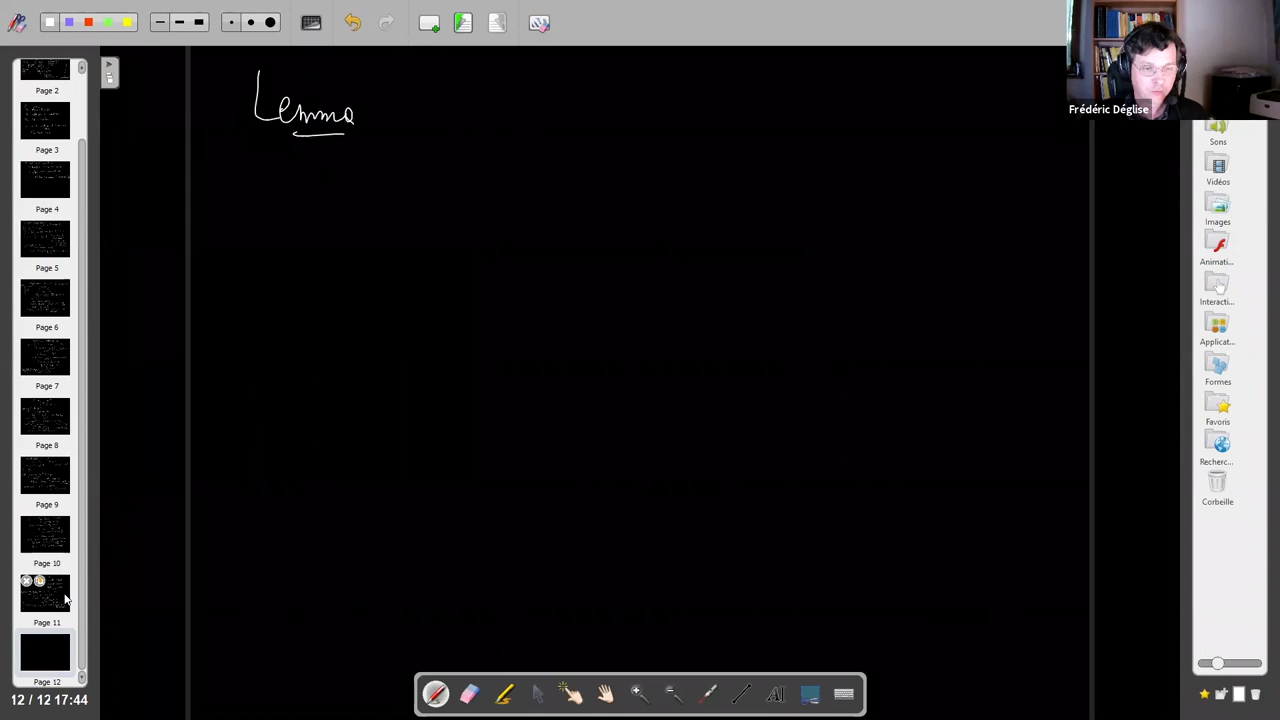 Lemma
Frédéric Déglise
Page 2
Page 3
Page 4
Page 5
Page 6
Page 7
Page 8
Page 9
Page 10
Page 11
Page 12
12 / 12 17:44
Sons
Vidéos
Images
Animati...
Interacti...
Applicat...
Formes
Favoris
Recherc...
Corbeille
AI